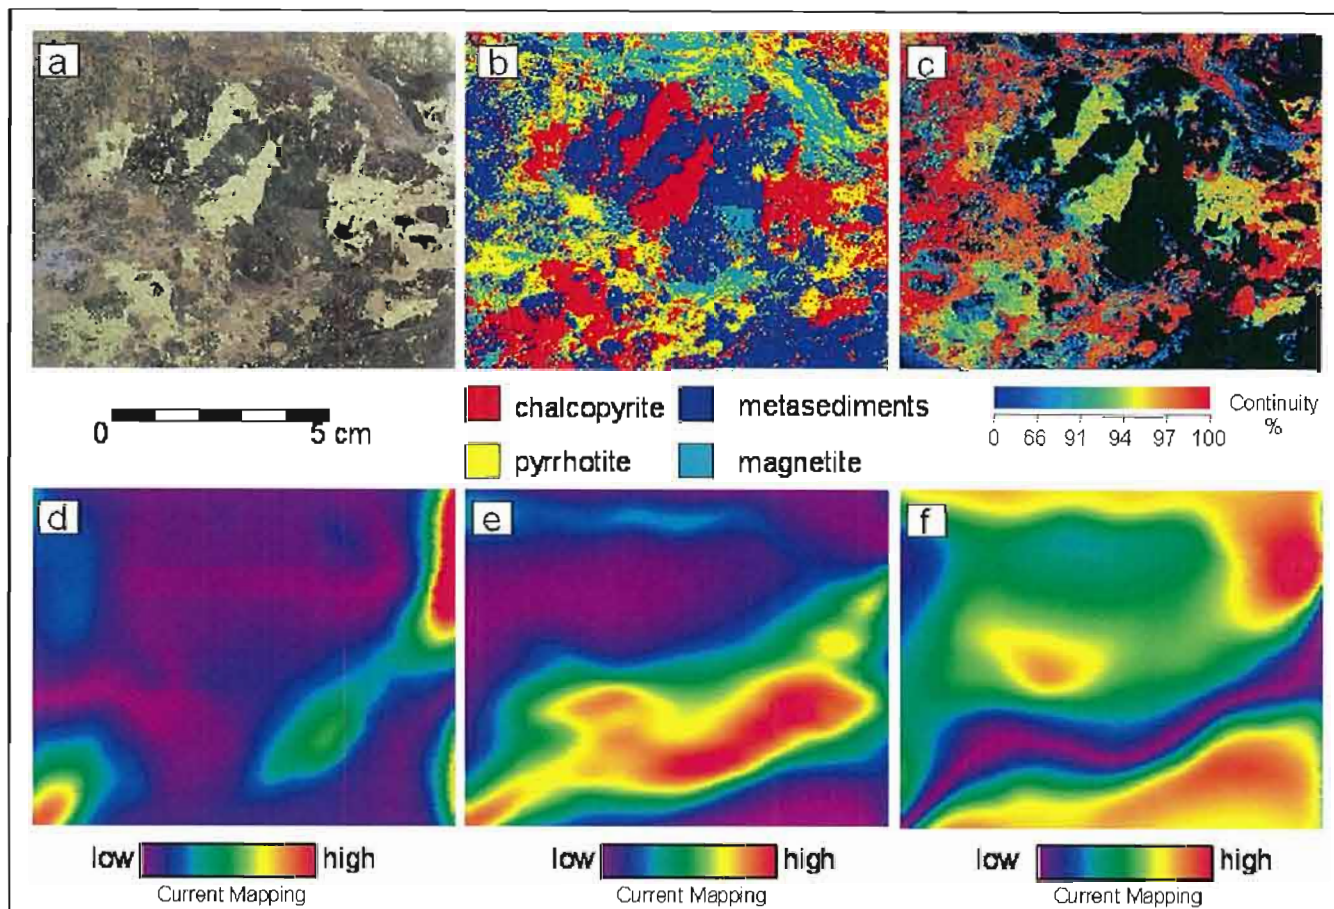 a
b
c
chalcopyrite metasediments
pyrrhotite magnetite
0 5 cm
Continuity
%
0 66 91 94 97 100
d
e
f
low high
Current Mapping
low high
Current Mapping
low high
Current Mapping